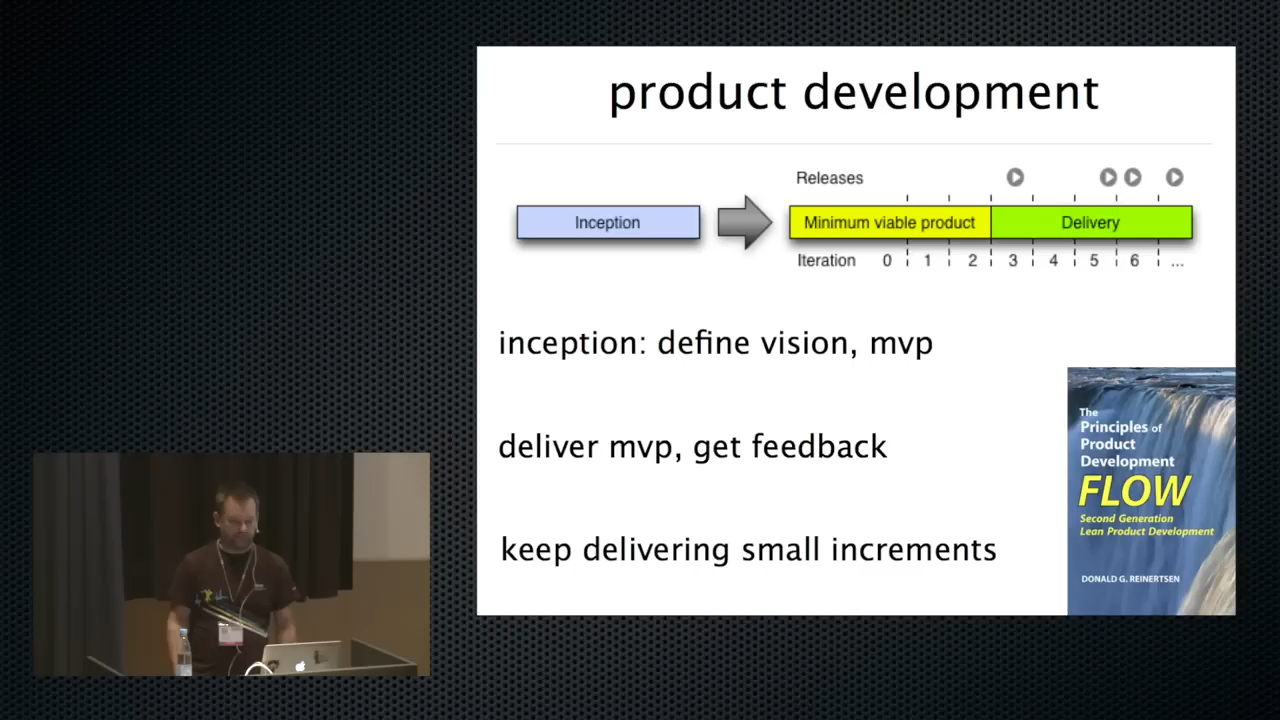 product development
Releases
Inception
Minimum viable product
Delivery
Iteration 0 1 2 3 4 5 6 ...
inception: define vision, mvp
deliver mvp, get feedback
keep delivering small increments
The
Principles of
Product
Development
FLOW
Second Generation
Lean Product Development
DONALD G. REINERTSEN